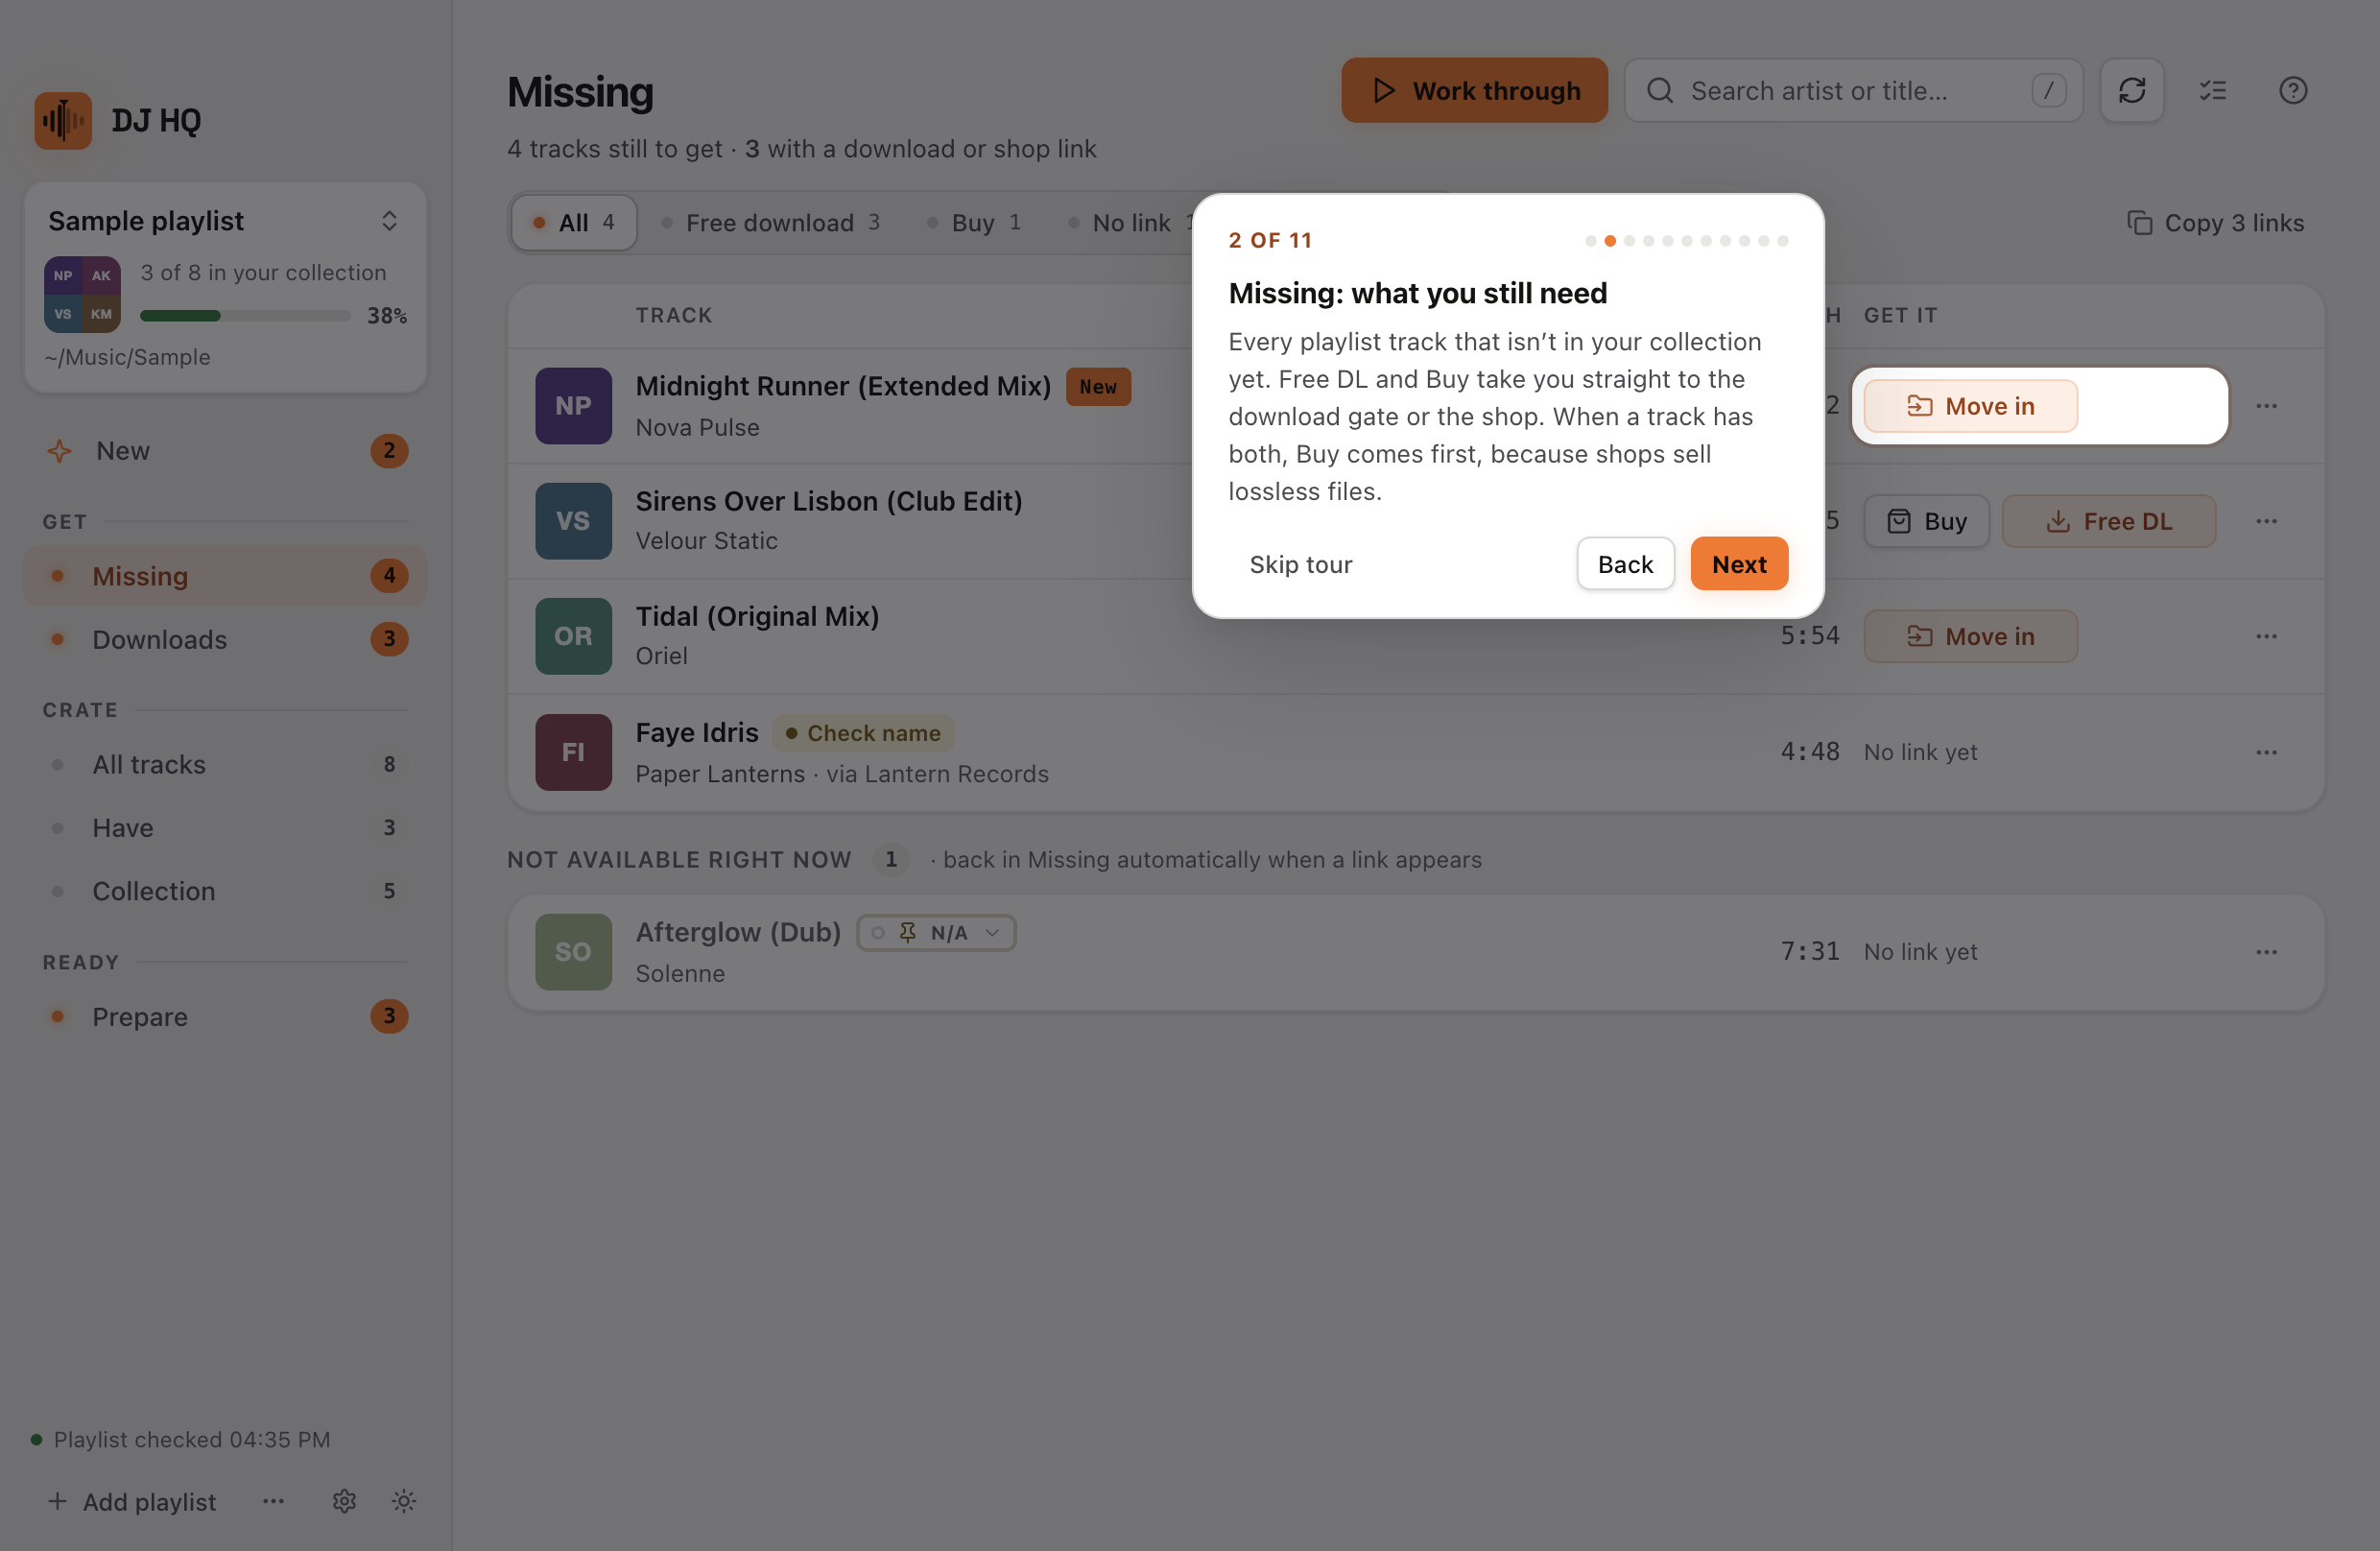 DJ HQ
Sample playlist
NP AK
VS KM
3 of 8 in your collection
38%
~/Music/Sample
New 2
GET
Missing 4
Downloads 3
CRATE
All tracks 8
Have 3
Collection 5
READY
Prepare 3
Playlist checked 04:35 PM
Add playlist
Missing
4 tracks still to get · 3 with a download or shop link
Work through
Search artist or title... /
All 4 Free download 3 Buy 1 No link 1
Copy 3 links
TRACK
H GET IT
NP
Midnight Runner (Extended Mix) New
Nova Pulse
2 Move in
VS
Sirens Over Lisbon (Club Edit)
Velour Static
5 Buy Free DL
OR
Tidal (Original Mix)
Oriel
5:54 Move in
FI
Faye Idris Check name
Paper Lanterns · via Lantern Records
4:48 No link yet
NOT AVAILABLE RIGHT NOW 1 · back in Missing automatically when a link appears
SO
Afterglow (Dub) N/A
Solenne
7:31 No link yet
2 OF 11
Missing: what you still need
Every playlist track that isn’t in your collection
yet. Free DL and Buy take you straight to the
download gate or the shop. When a track has
both, Buy comes first, because shops sell
lossless files.
Skip tour Back Next